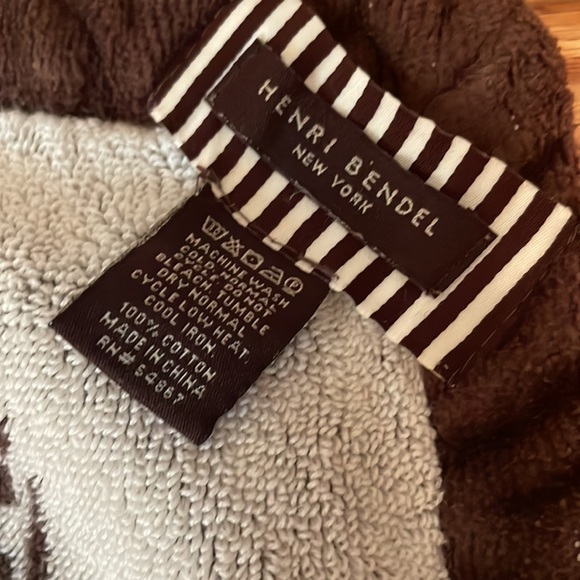 HENRI BENDEL
NEW YORK
MACHINE WASH
COLD DO NOT
BLEACH TUMBLE
DRY NORMAL
CYCLE LOW HEAT.
COOL IRON
100% COTTON
MADE IN CHINA
RN# 54867